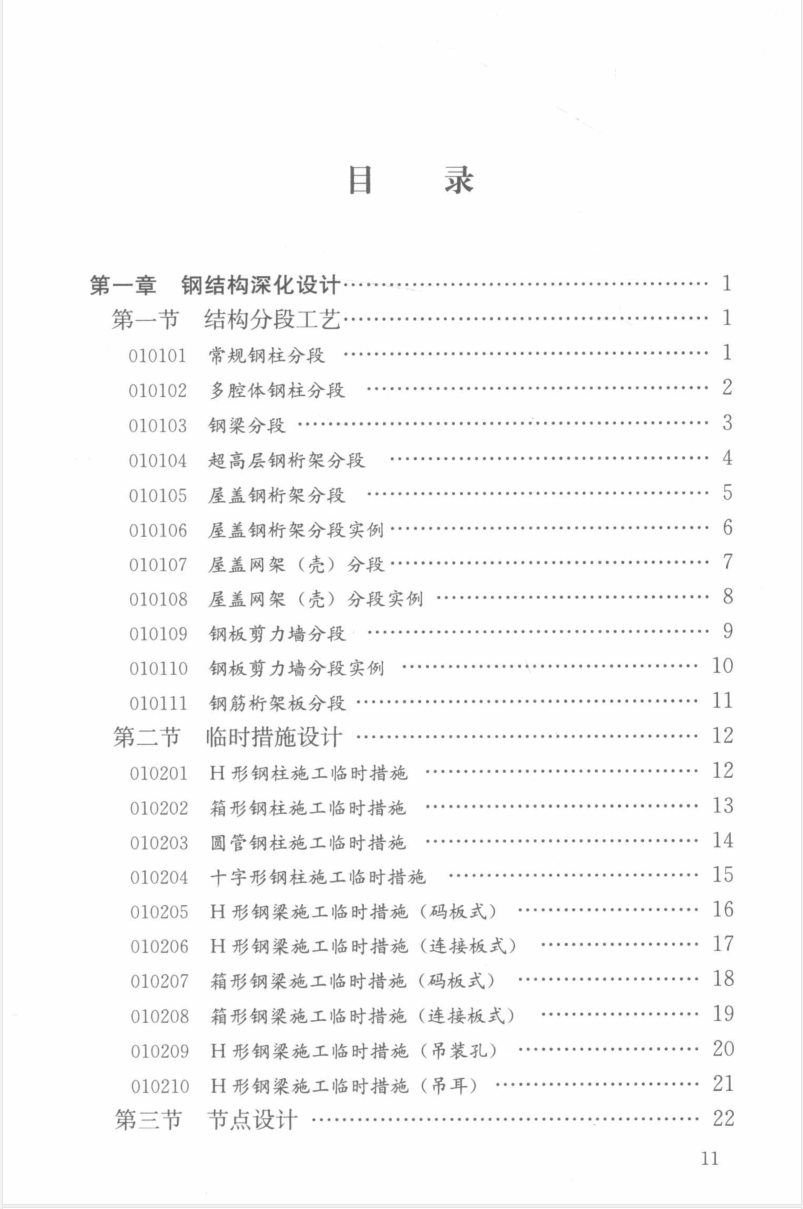 目 录
第一章 钢结构深化设计…………………………………… 1
第一节 结构分段工艺…………………………………… 1
010101 常规钢柱分段 …………………………………… 1
010102 多腔体钢柱分段 ………………………………… 2
010103 钢梁分段 ………………………………………… 3
010104 超高层钢桁架分段 ……………………………… 4
010105 屋盖钢桁架分段 ………………………………… 5
010106 屋盖钢桁架分段实例……………………………… 6
010107 屋盖网架（壳）分段……………………………… 7
010108 屋盖网架（壳）分段实例 ………………………… 8
010109 钢板剪力墙分段 ………………………………… 9
010110 钢板剪力墙分段实例 …………………………… 10
010111 钢筋桁架板分段 ………………………………… 11
第二节 临时措施设计 ………………………………… 12
010201 H 形钢柱施工临时措施 ………………………… 12
010202 箱形钢柱施工临时措施 ………………………… 13
010203 圆管钢柱施工临时措施 ………………………… 14
010204 十字形钢柱施工临时措施 ……………………… 15
010205 H 形钢梁施工临时措施（码板式） ……………… 16
010206 H 形钢梁施工临时措施（连接板式） …………… 17
010207 箱形钢梁施工临时措施（码板式） ……………… 18
010208 箱形钢梁施工临时措施（连接板式） …………… 19
010209 H 形钢梁施工临时措施（吊装孔） ……………… 20
010210 H 形钢梁施工临时措施（吊耳） ………………… 21
第三节 节点设计 ……………………………………… 22
11